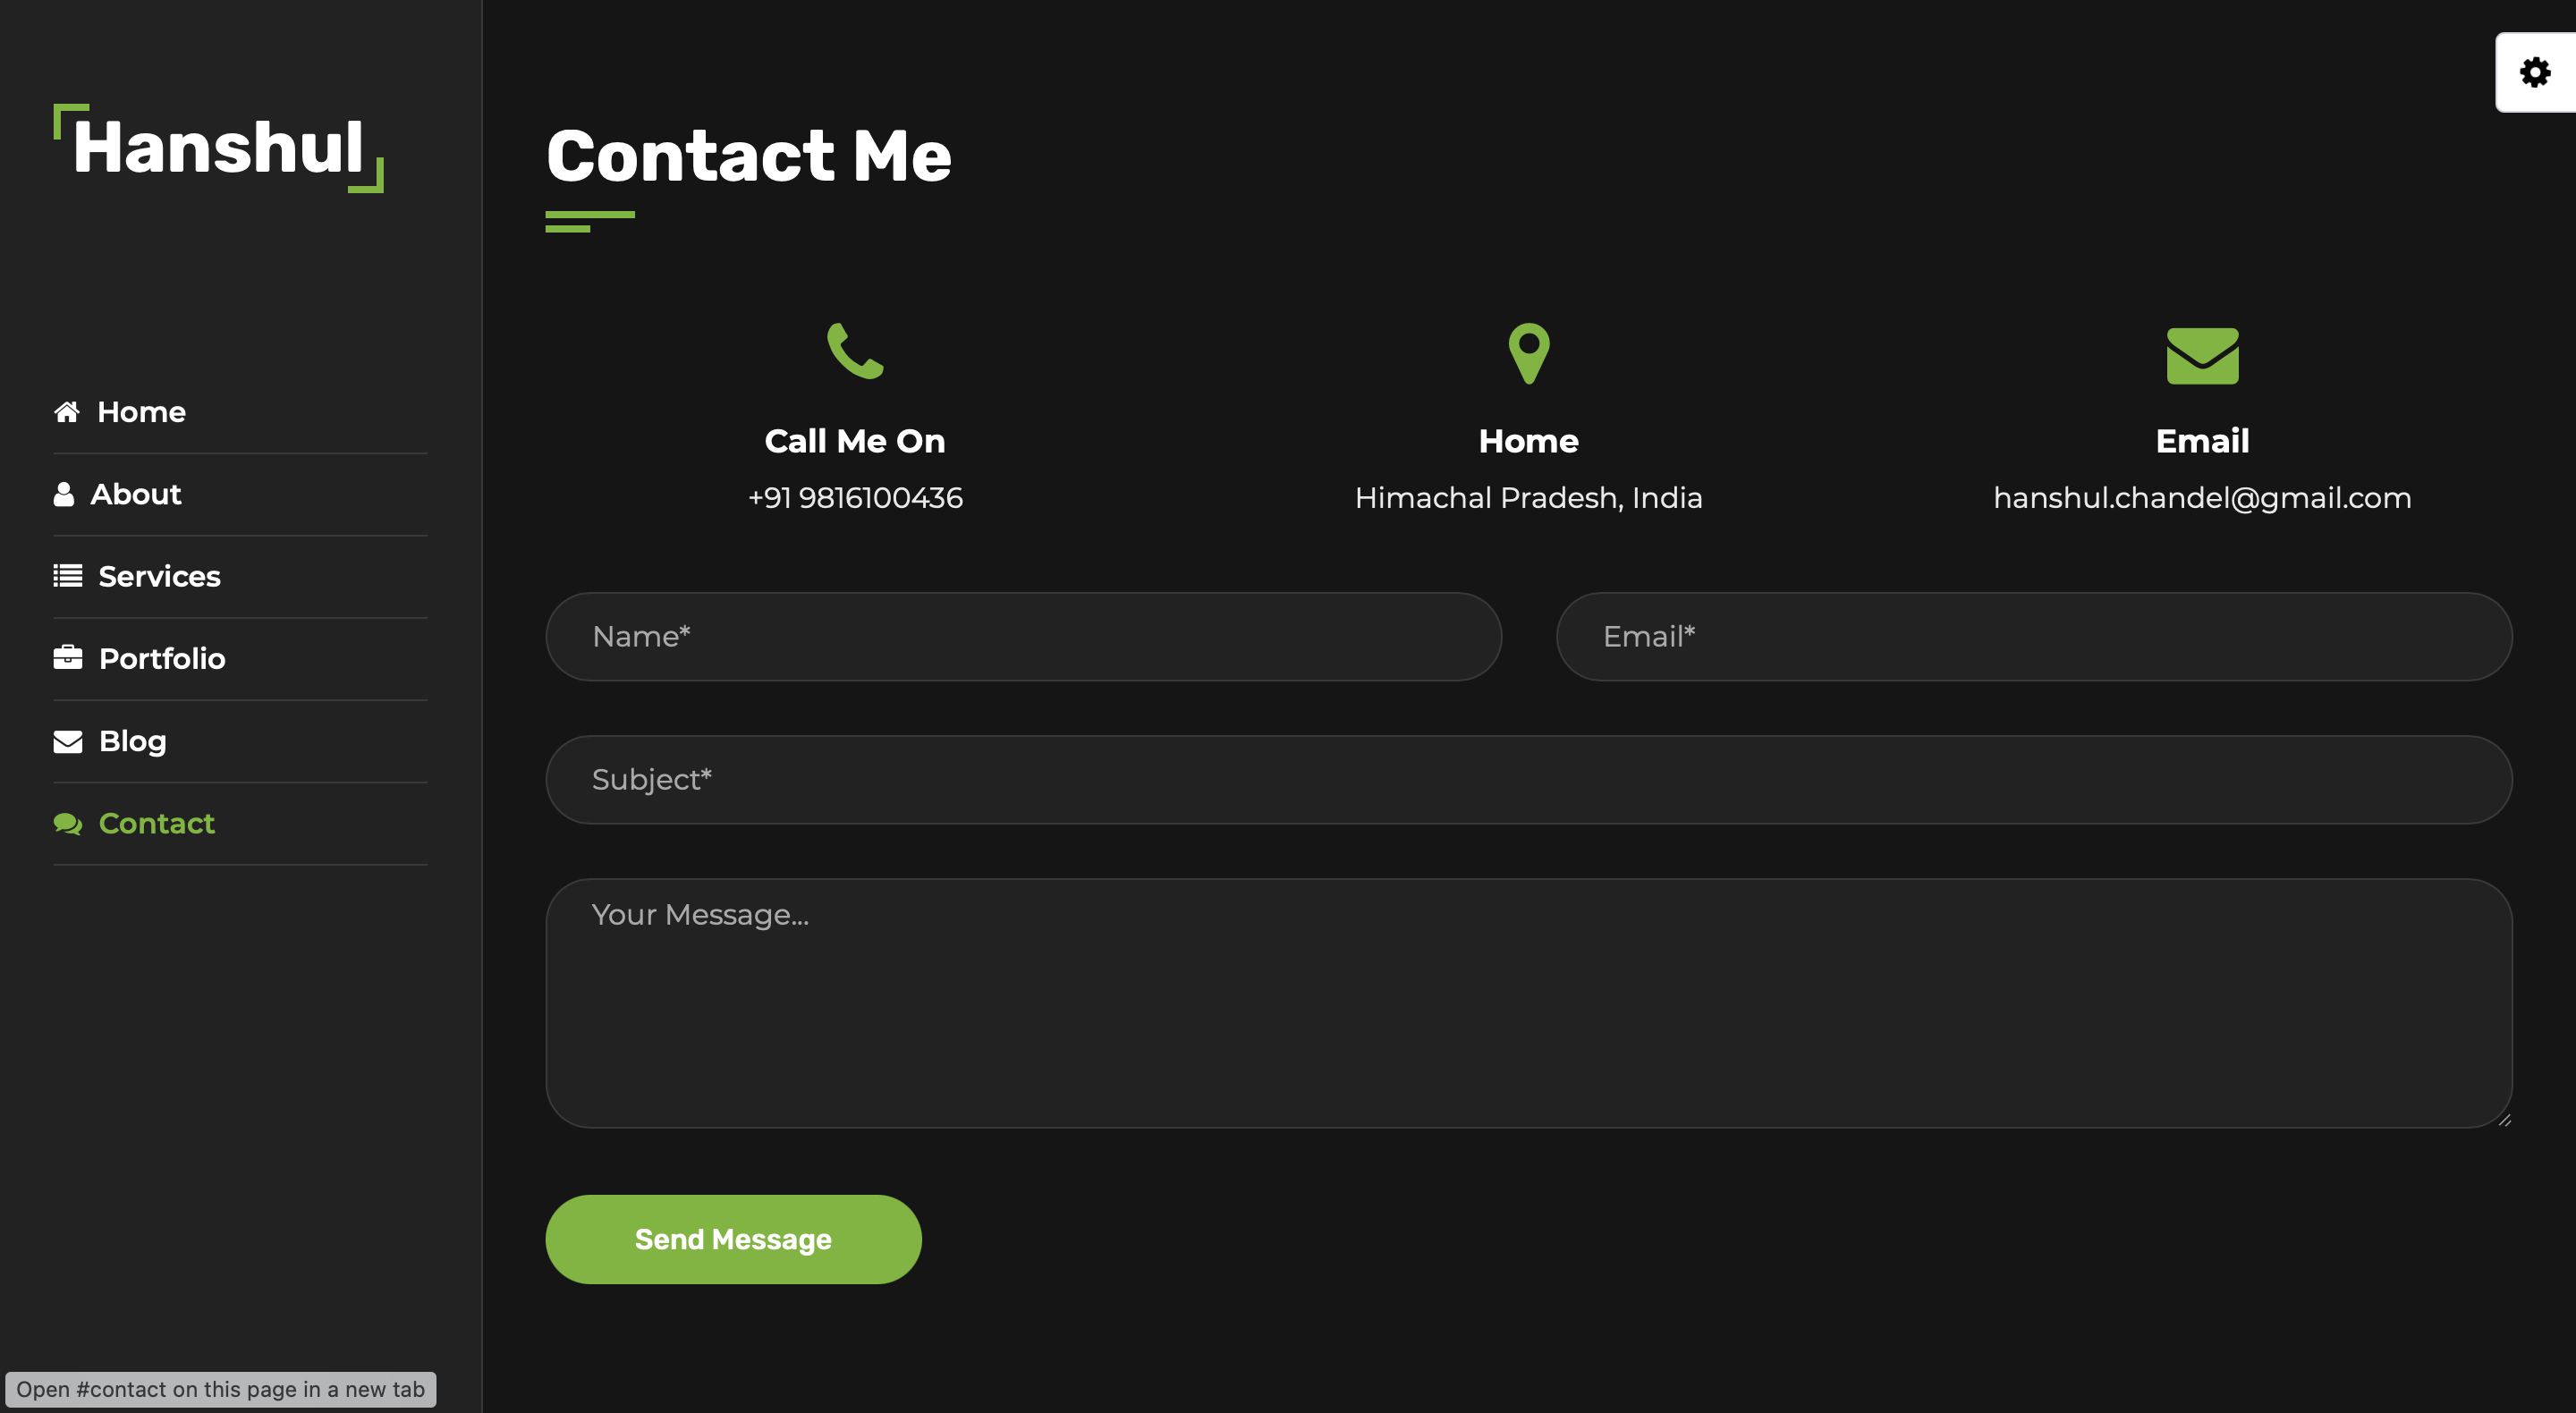 Hanshul
Home
About
Services
Portfolio
Blog
Contact
Contact Me
Call Me On
+91 9816100436
Home
Himachal Pradesh, India
Email
hanshul.chandel@gmail.com
Name*
Email*
Subject*
Your Message...
Send Message
Open #contact on this page in a new tab